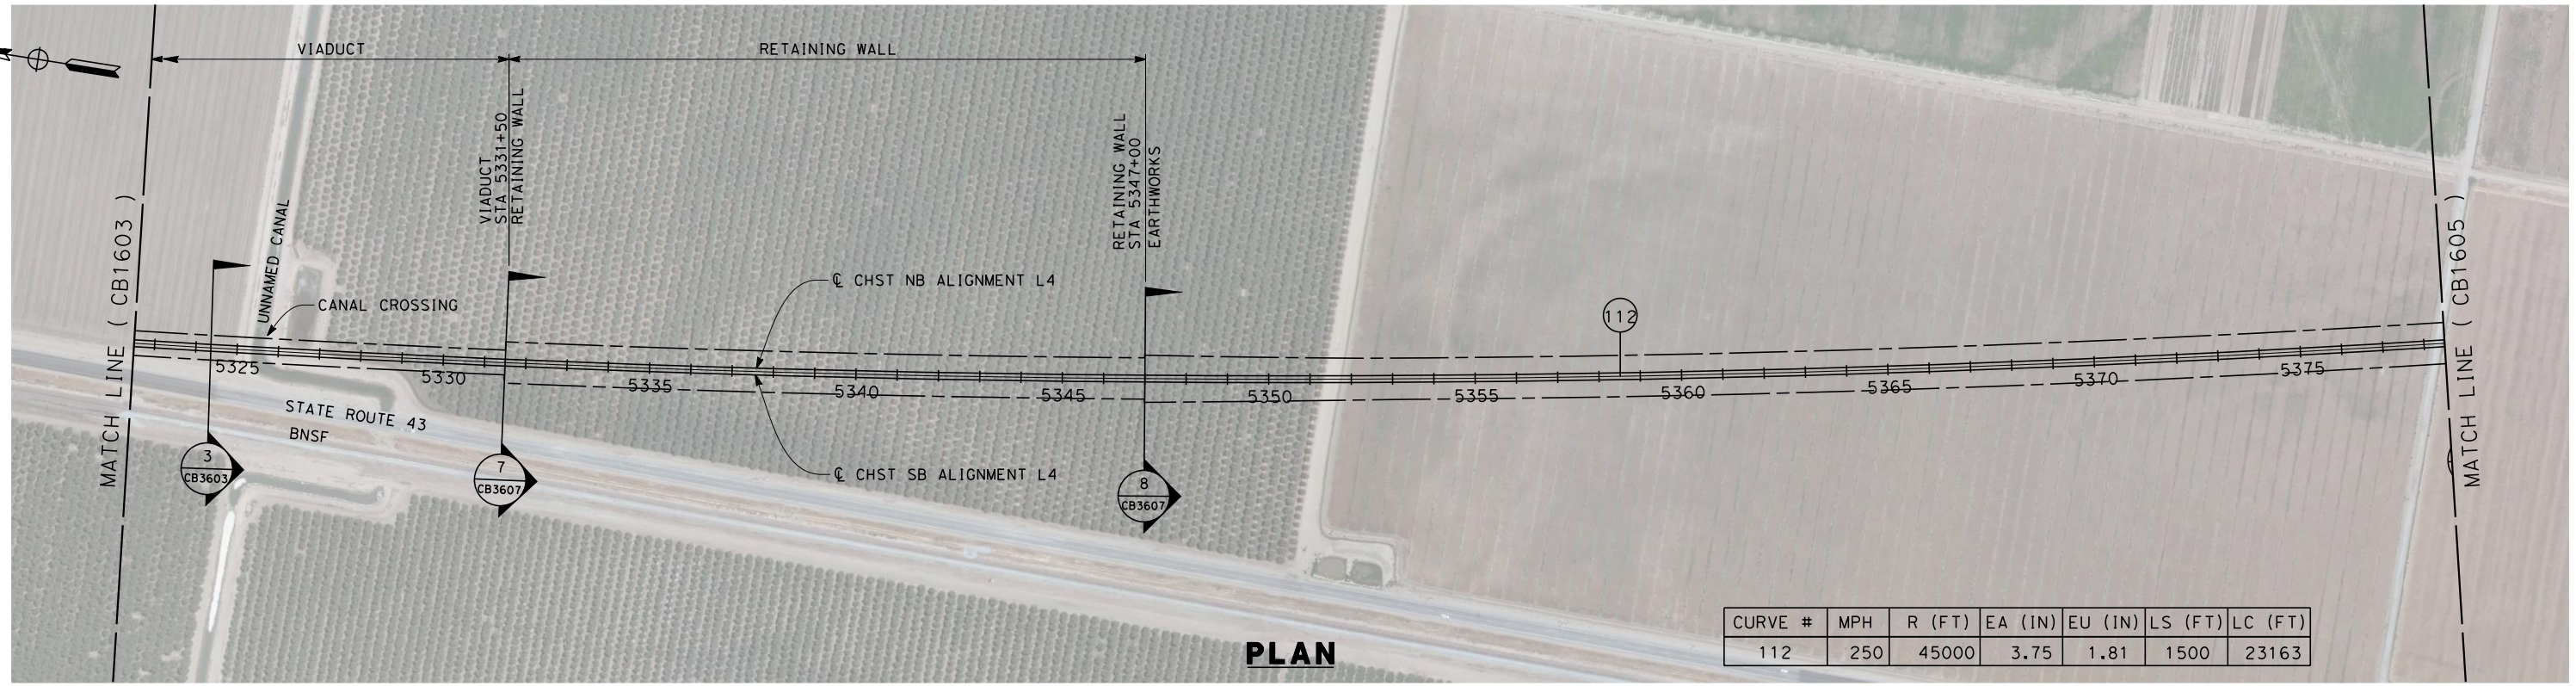 VIADUCT
RETAINING WALL
VIADUCT
STA 5331+50
RETAINING WALL
RETAINING WALL
STA 5347+00
EARTHWORKS
MATCH LINE ( CB1603 )
UNNAMED CANAL
CANAL CROSSING
℄ CHST NB ALIGNMENT L4
112
MATCH LINE ( CB1605 )
5325
5330
5335
5340
5345
5350
5355
5360
5365
5370
5375
STATE ROUTE 43
BNSF
℄ CHST SB ALIGNMENT L4
3
CB3603
7
CB3607
8
CB3607
PLAN
CURVE # MPH R (FT) EA (IN) EU (IN) LS (FT) LC (FT)
112 250 45000 3.75 1.81 1500 23163